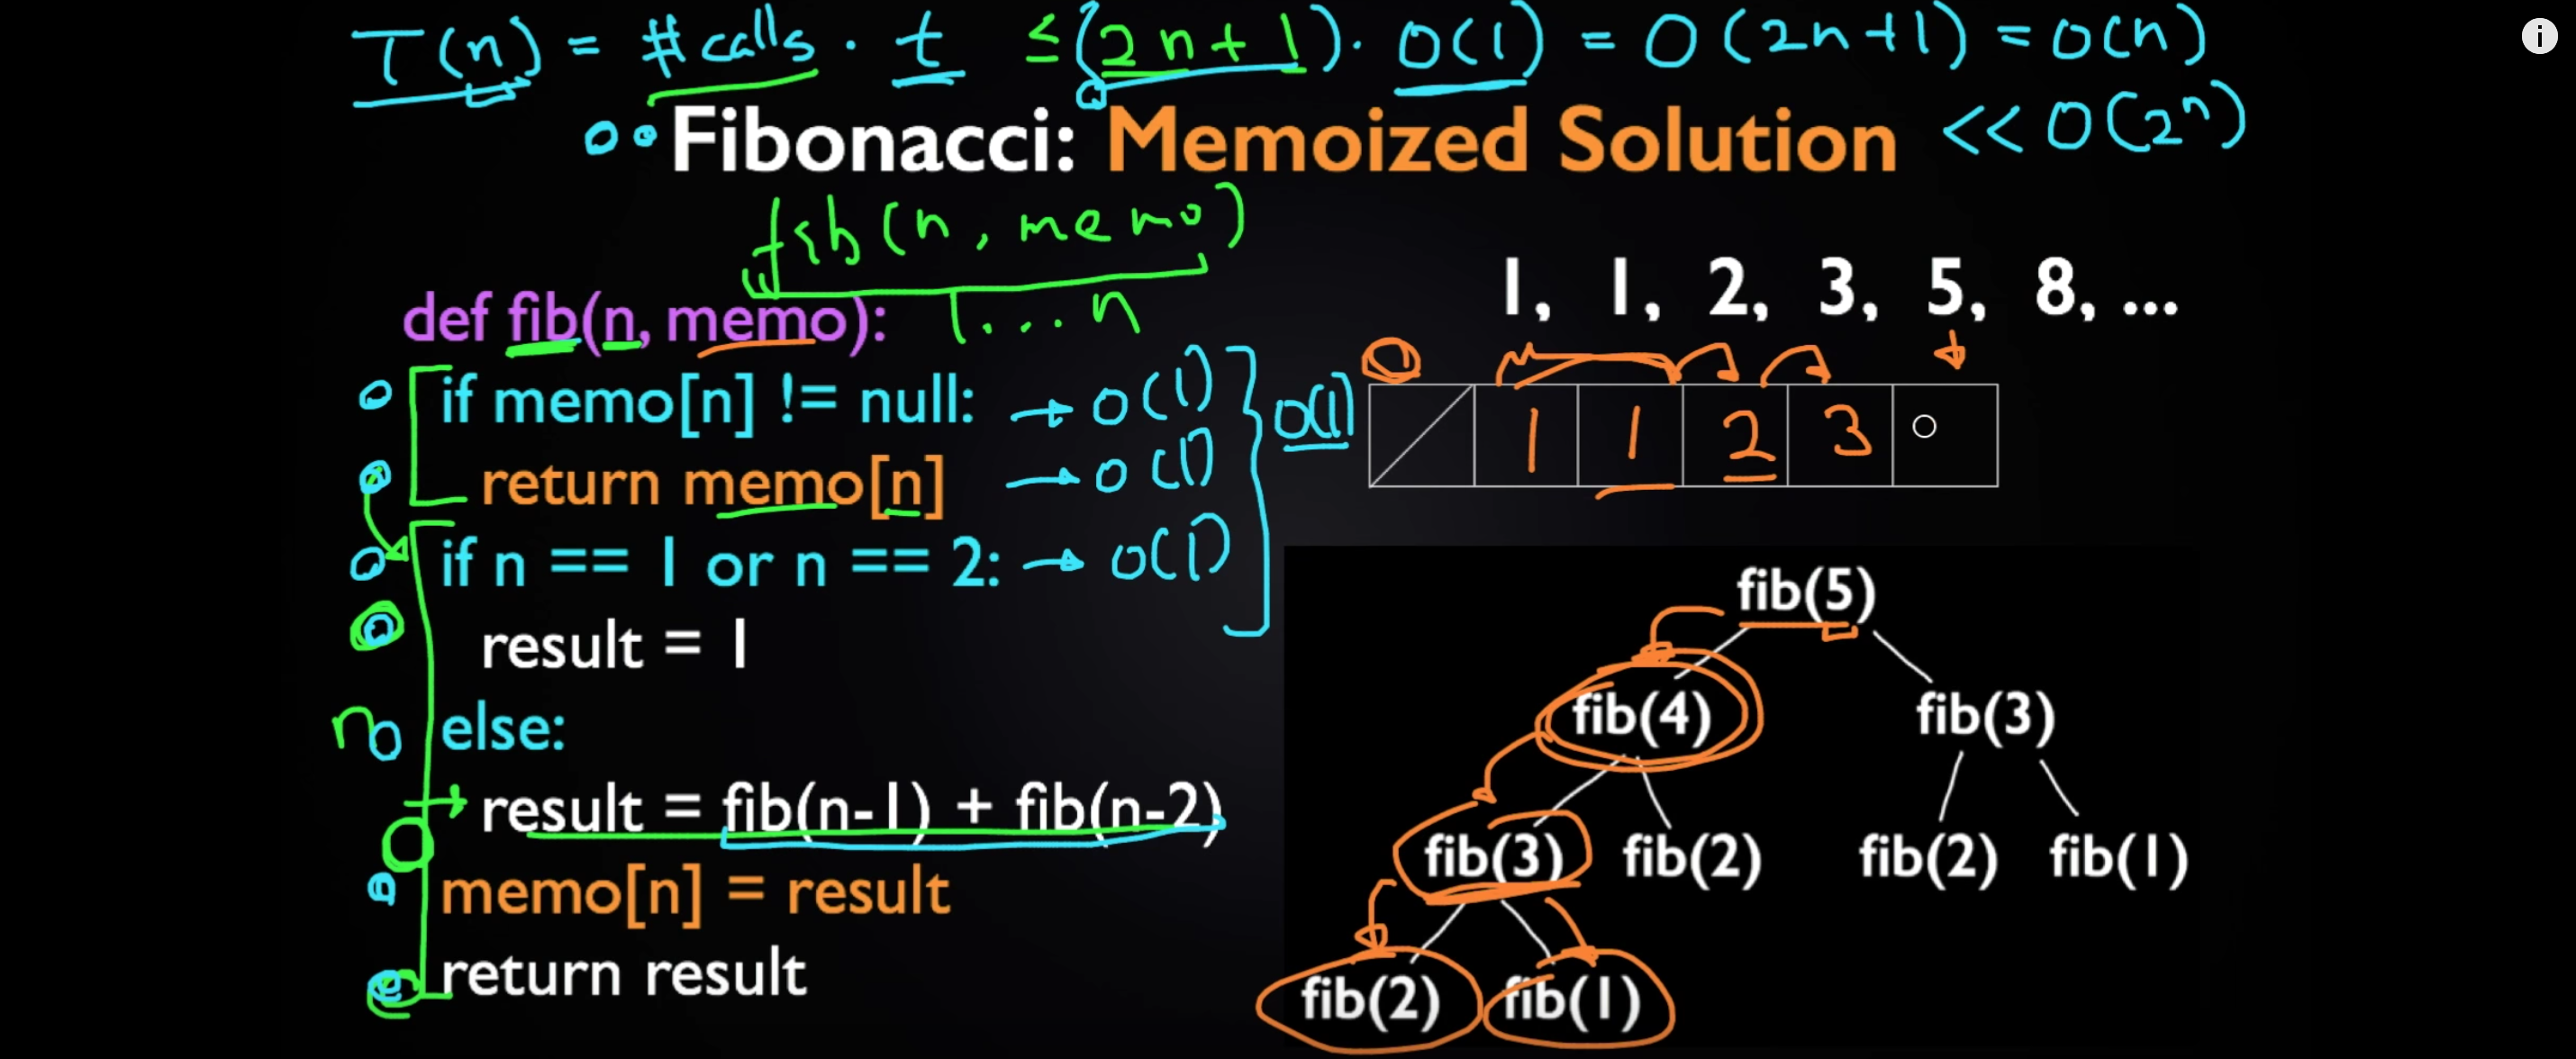 T(n) = #calls · t ≤ (2n+1) · O(1) = O(2n+1) = O(n)
Fibonacci: Memoized Solution << O(2ⁿ)
fib(n, memo)
1, 1, 2, 3, 5, 8, ...
def fib(n, memo): 1...n
if memo[n] != null: → O(1)
O(1)
1 1 2 3
return memo[n] → O(1)
if n == 1 or n == 2: → O(1)
result = 1
else:
result = fib(n-1) + fib(n-2)
memo[n] = result
return result
fib(5)
fib(4) fib(3)
fib(3) fib(2) fib(2) fib(1)
fib(2) fib(1)